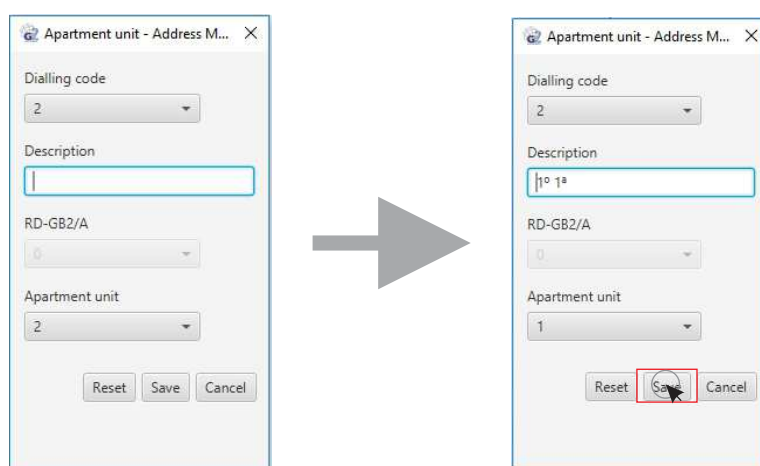 Apartment unit - Address M...
Dialling code
2
Description
RD-GB2/A
0
Apartment unit
2
Reset Save Cancel
Apartment unit - Address M...
Dialling code
2
Description
1º 1ª
RD-GB2/A
0
Apartment unit
1
Reset Save Cancel